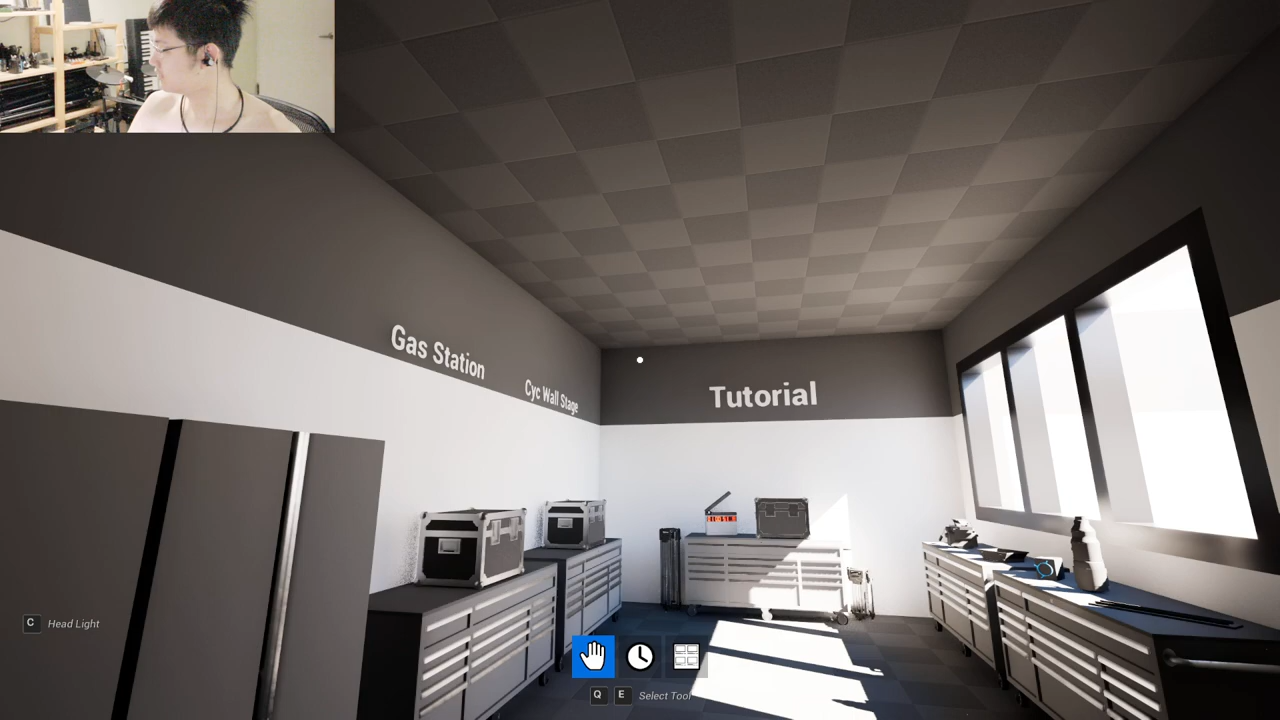 Gas Station
Cyc Wall Stage
Tutorial
C Head Light
Q E Select Tool